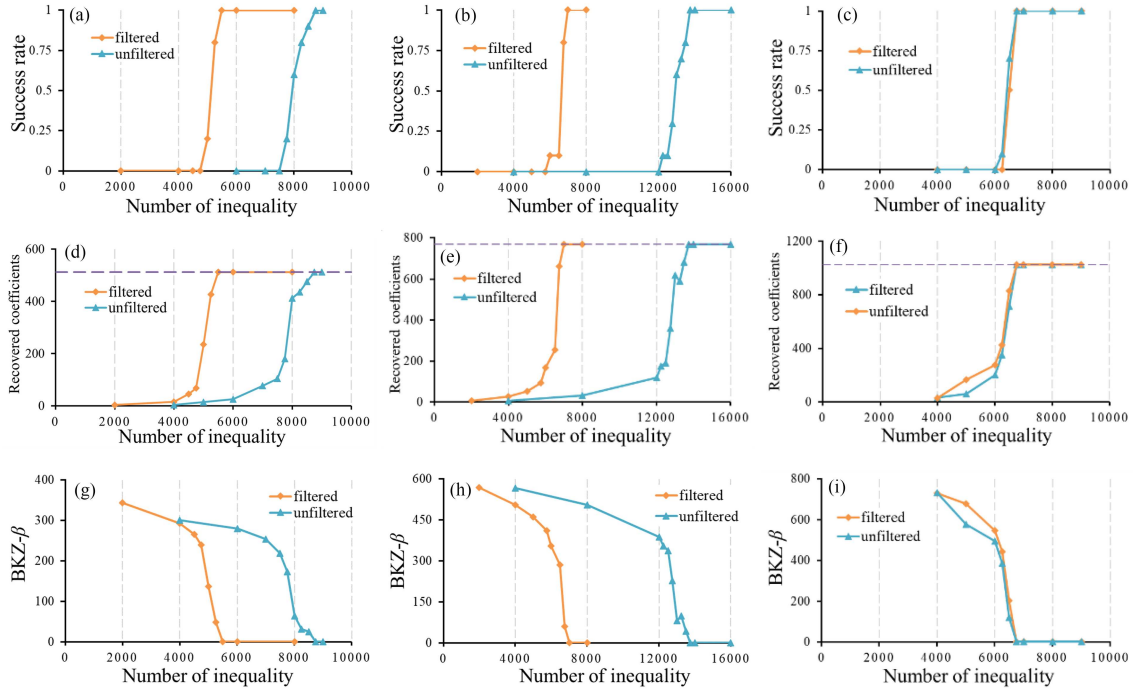 (a)
Success rate
1
0.75
0.5
0.25
0
filtered
unfiltered
0 2000 4000 6000 8000 10000
Number of inequality
(b)
Success rate
1
0.75
0.5
0.25
0
filtered
unfiltered
0 4000 8000 12000 16000
Number of inequality
(c)
Success rate
1
0.75
0.5
0.25
0
filtered
unfiltered
0 2000 4000 6000 8000 10000
Number of inequality
(d)
Recovered coefficients
600
400
200
0
filtered
unfiltered
0 2000 4000 6000 8000 10000
Number of inequality
(e)
Recovered coefficients
800
600
400
200
0
filtered
unfiltered
0 4000 8000 12000 16000
Number of inequality
(f)
Recovered coefficients
1200
800
400
0
filtered
unfiltered
0 2000 4000 6000 8000 10000
Number of inequality
(g)
BKZ-β
400
300
200
100
0
filtered
unfiltered
0 2000 4000 6000 8000 10000
Number of inequality
(h)
BKZ-β
600
450
300
150
0
filtered
unfiltered
0 4000 8000 12000 16000
Number of inequality
(i)
BKZ-β
800
600
400
200
0
filtered
unfiltered
0 2000 4000 6000 8000 10000
Number of inequality